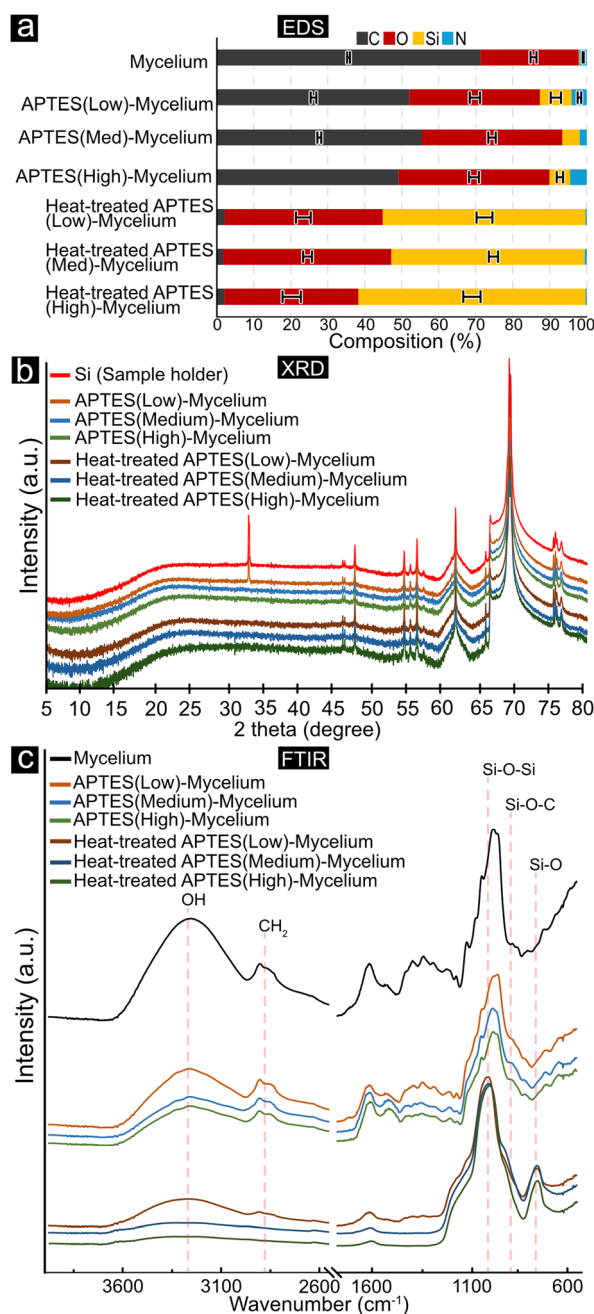 a
EDS
C O Si N
Mycelium
APTES(Low)-Mycelium
APTES(Med)-Mycelium
APTES(High)-Mycelium
Heat-treated APTES
(Low)-Mycelium
Heat-treated APTES
(Med)-Mycelium
Heat-treated APTES
(High)-Mycelium
0 10 20 30 40 50 60 70 80 90 100
Composition (%)
b
XRD
Si (Sample holder)
APTES(Low)-Mycelium
APTES(Medium)-Mycelium
APTES(High)-Mycelium
Heat-treated APTES(Low)-Mycelium
Heat-treated APTES(Medium)-Mycelium
Heat-treated APTES(High)-Mycelium
Intensity (a.u.)
5 10 15 20 25 30 35 40 45 50 55 60 65 70 75 80
2 theta (degree)
c
FTIR
Mycelium
APTES(Low)-Mycelium
APTES(Medium)-Mycelium
APTES(High)-Mycelium
Heat-treated APTES(Low)-Mycelium
Heat-treated APTES(Medium)-Mycelium
Heat-treated APTES(High)-Mycelium
Si-O-Si
Si-O-C
Si-O
OH
CH₂
Intensity (a.u.)
3600 3100 2600 1600 1100 600
Wavenumber (cm⁻¹)